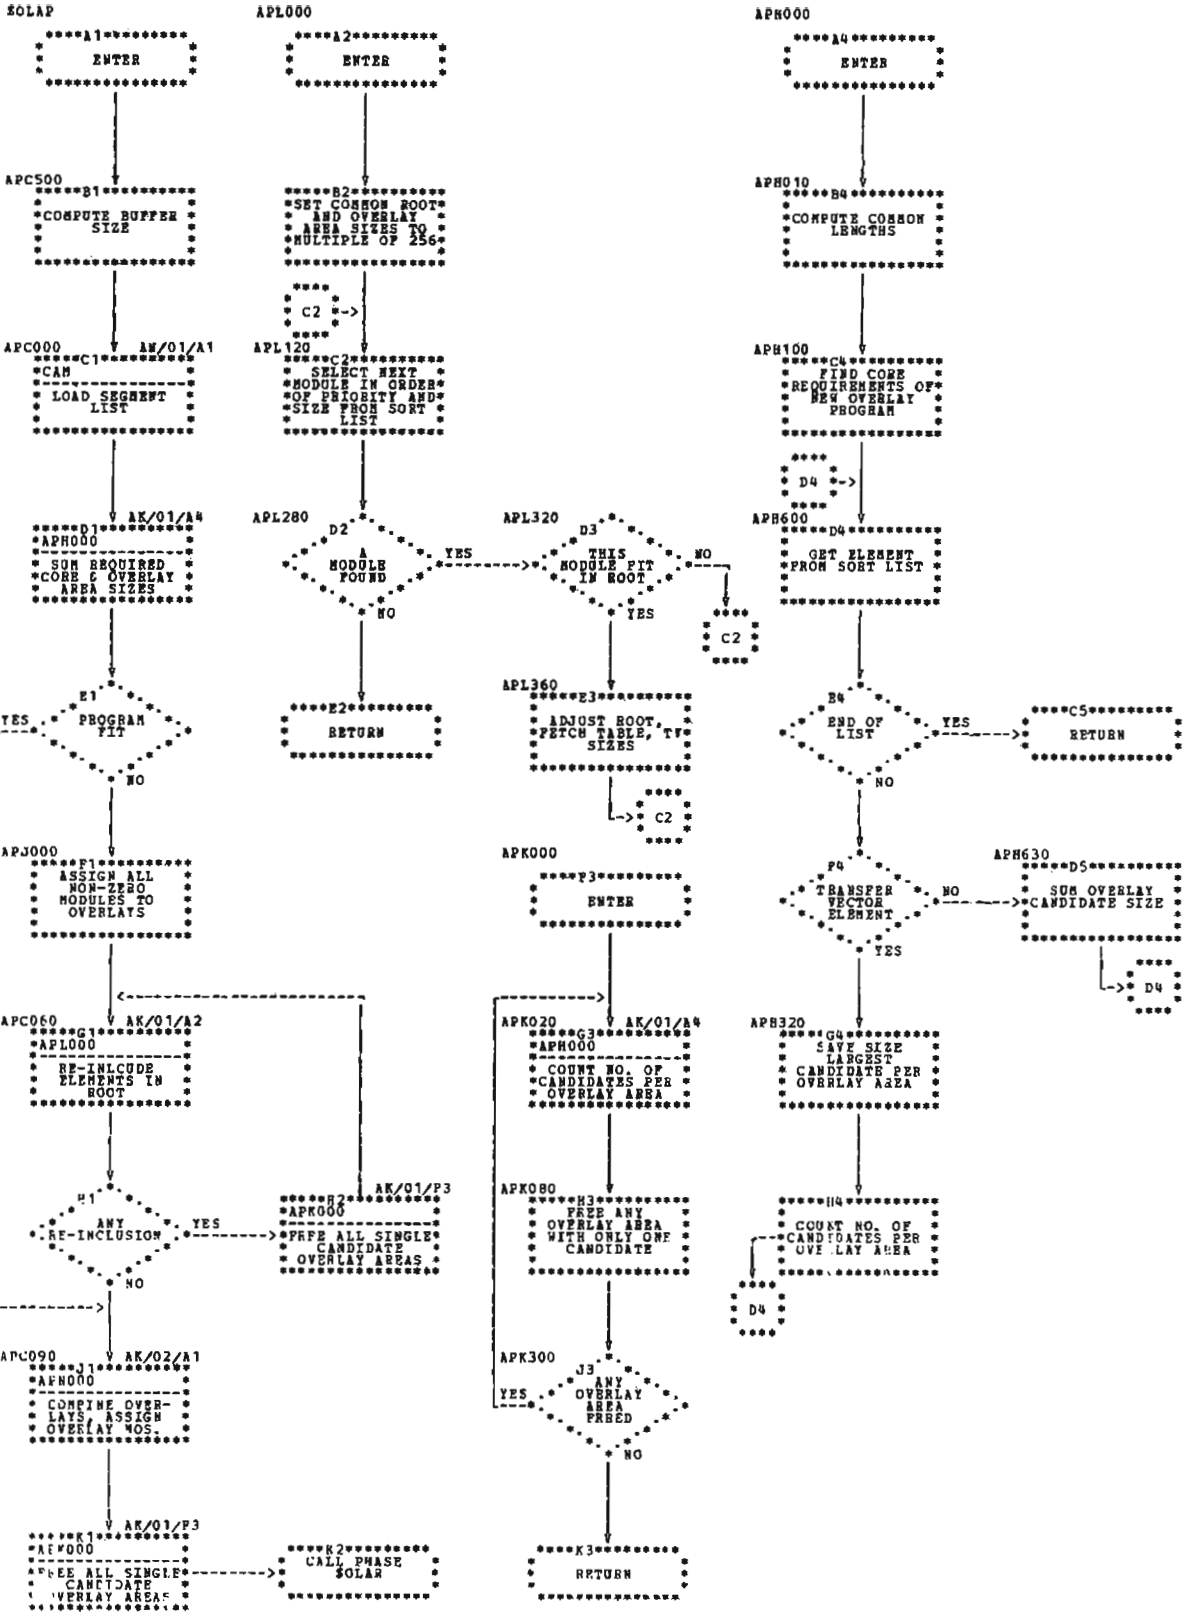 $OLAP
A1
ENTER
APC500
B1
COMPUTE BUFFER
SIZE
APC000 AN/01/A1
C1
CAM
LOAD SEGMENT
LIST
AK/01/A4
D1
APH000
SUM REQUIRED
CORE & OVERLAY
AREA SIZES
E1
PROGRAM
FIT
YES
NO
APJ000
F1
ASSIGN ALL
NON-ZERO
MODULES TO
OVERLAYS
APC060 AK/01/A2
G1
APL000
RE-INLCUDE
ELEMENTS IN
ROOT
H1
ANY
RE-INCLUSION
YES
NO
AK/01/F3
H2
APK000
FREE ALL SINGLE
CANDIDATE
OVERLAY AREAS
APC090 AK/02/A1
J1
APN000
COMBINE OVER-
LAYS, ASSIGN
OVERLAY NOS.
AK/01/F3
K1
APK000
FREE ALL SINGLE
CANDIDATE
OVERLAY AREAS
K2
CALL PHASE
$OLAR
APL000
A2
ENTER
B2
SET COMMON ROOT
AND OVERLAY
AREA SIZES TO
MULTIPLE OF 256
C2
APL120
C2
SELECT NEXT
MODULE IN ORDER
OF PRIORITY AND
SIZE FROM SORT
LIST
APL280
D2
A
MODULE
FOUND
YES
NO
E2
RETURN
APL320
D3
THIS
MODULE FIT
IN ROOT
NO
YES
C2
APL360
E3
ADJUST ROOT,
FETCH TABLE, TV
SIZES
C2
APK000
F3
ENTER
APK020 AK/01/A4
G3
APH000
COUNT NO. OF
CANDIDATES PER
OVERLAY AREA
APK080
H3
FREE ANY
OVERLAY AREA
WITH ONLY ONE
CANDIDATE
APK300
J3
ANY
OVERLAY
AREA
FREED
YES
NO
K3
RETURN
APH000
A4
ENTER
APH010
B4
COMPUTE COMMON
LENGTHS
APH100
C4
FIND CORE
REQUIREMENTS OF
NEW OVERLAY
PROGRAM
D4
APH600
D4
GET ELEMENT
FROM SORT LIST
E4
END OF
LIST
YES
NO
C5
RETURN
F4
TRANSFER
VECTOR
ELEMENT
NO
YES
APH630
D5
SUM OVERLAY
CANDIDATE SIZE
D4
APH320
G4
SAVE SIZE
LARGEST
CANDIDATE PER
OVERLAY AREA
H4
COUNT NO. OF
CANDIDATES PER
OVERLAY AREA
D4